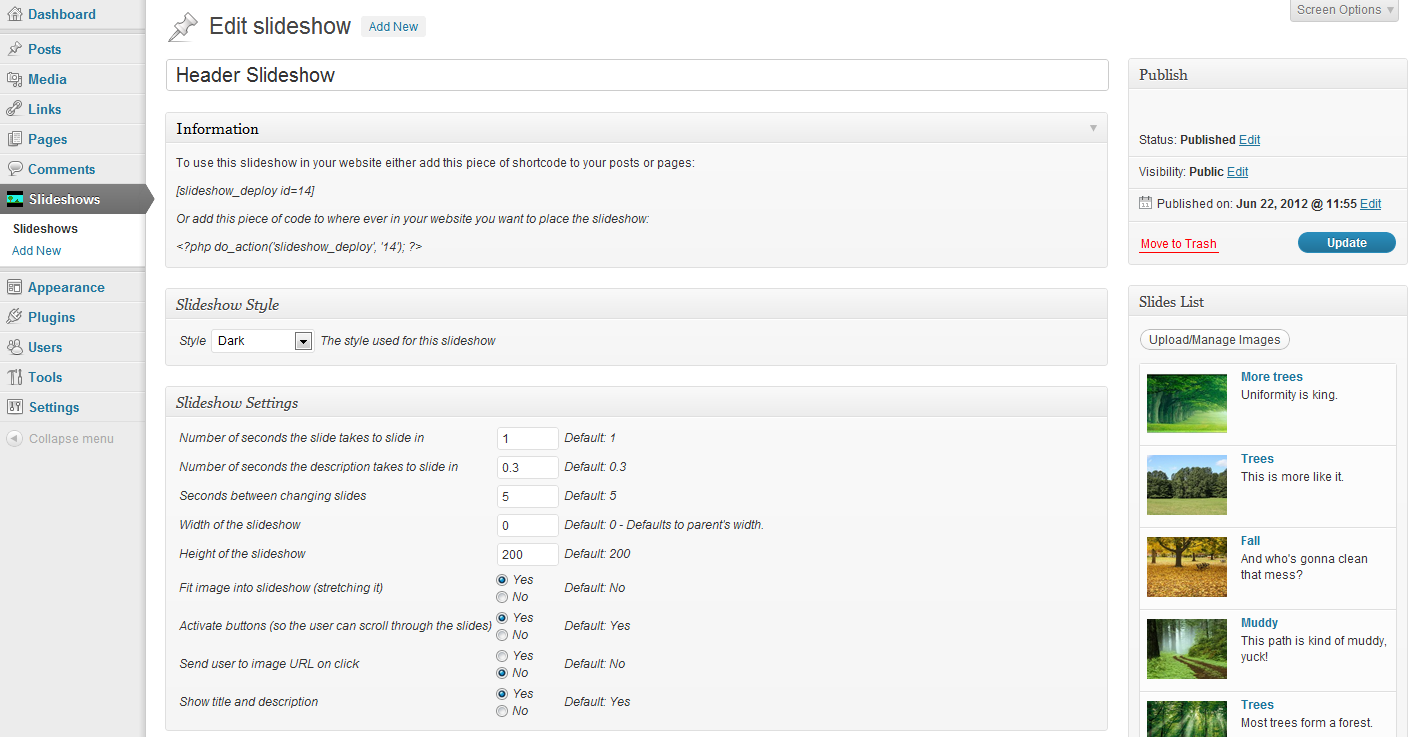 Dashboard
Posts
Media
Links
Pages
Comments
Slideshows
Slideshows
Add New
Appearance
Plugins
Users
Tools
Settings
Collapse menu
Screen Options
Edit slideshow Add New
Header Slideshow
Information
To use this slideshow in your website either add this piece of shortcode to your posts or pages:
[slideshow_deploy id=14]
Or add this piece of code to where ever in your website you want to place the slideshow:
<?php do_action('slideshow_deploy', '14'); ?>
Slideshow Style
Style Dark The style used for this slideshow
Slideshow Settings
Number of seconds the slide takes to slide in 1 Default: 1
Number of seconds the description takes to slide in 0.3 Default: 0.3
Seconds between changing slides 5 Default: 5
Width of the slideshow 0 Default: 0 - Defaults to parent's width.
Height of the slideshow 200 Default: 200
Fit image into slideshow (stretching it) Yes Default: No
No
Activate buttons (so the user can scroll through the slides) Yes Default: Yes
No
Send user to image URL on click Yes Default: No
No
Show title and description Yes Default: Yes
No
Publish
Status: Published Edit
Visibility: Public Edit
Published on: Jun 22, 2012 @ 11:55 Edit
Move to Trash Update
Slides List
Upload/Manage Images
More trees
Uniformity is king.
Trees
This is more like it.
Fall
And who's gonna clean
that mess?
Muddy
This path is kind of muddy,
yuck!
Trees
Most trees form a forest.